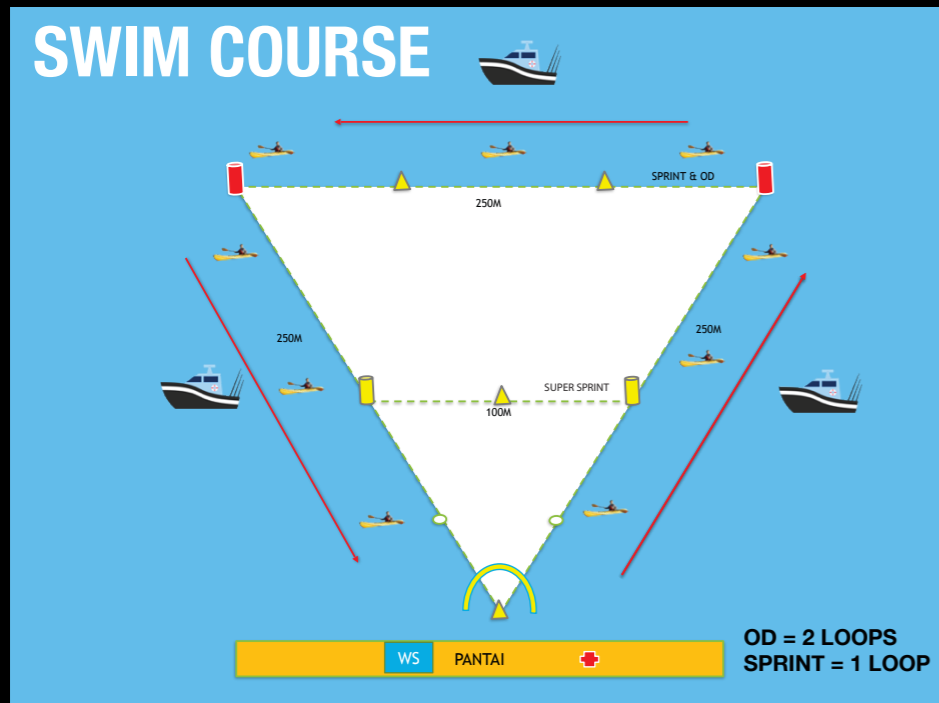 SWIM COURSE
SPRINT & OD
250M
250M
250M
SUPER SPRINT
100M
WS
PANTAI
OD = 2 LOOPS
SPRINT = 1 LOOP